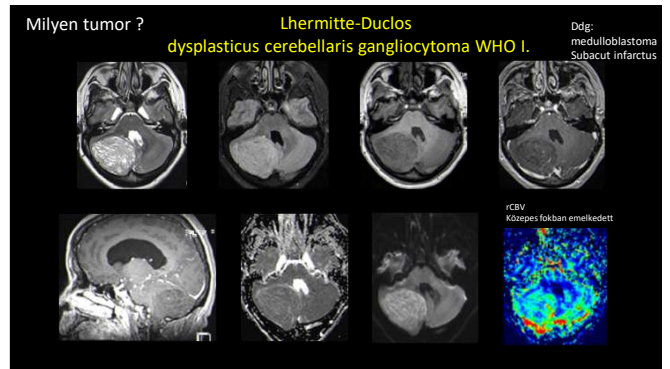 Milyen tumor ?
Lhermitte-Duclos
dysplasticus cerebellaris gangliocytoma WHO I.
Ddg:
medulloblastoma
Subacut infarctus
rCBV
Közepes fokban emelkedett